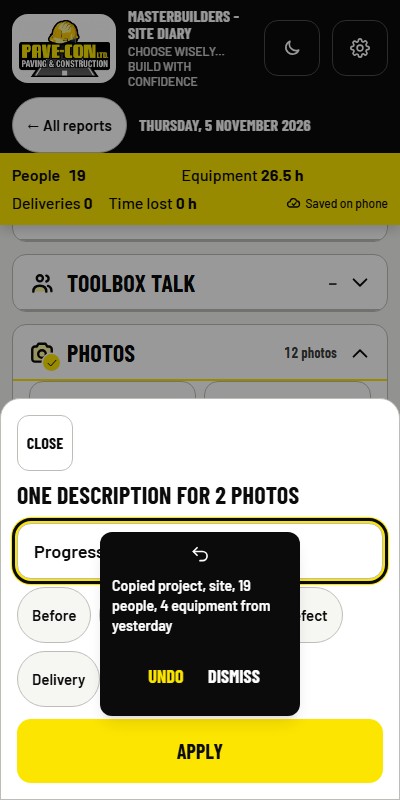 PAVE-CON LTD.
PAVING & CONSTRUCTION
MASTERBUILDERS -
SITE DIARY
CHOOSE WISELY...
BUILD WITH
CONFIDENCE
← All reports
THURSDAY, 5 NOVEMBER 2026
People 19
Equipment 26.5 h
Deliveries 0
Time lost 0 h
Saved on phone
TOOLBOX TALK
–
PHOTOS
12 photos
CLOSE
ONE DESCRIPTION FOR 2 PHOTOS
Progress
Before
Delivery
Copied project, site, 19
people, 4 equipment from
yesterday
UNDO
DISMISS
APPLY